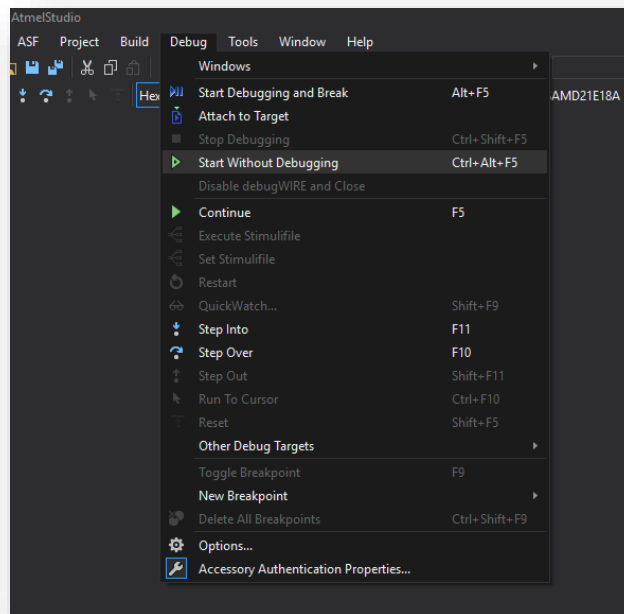 AtmelStudio
ASF Project Build Debug Tools Window Help
Hex
AMD21E18A
Windows
Start Debugging and Break Alt+F5
Attach to Target
Stop Debugging Ctrl+Shift+F5
Start Without Debugging Ctrl+Alt+F5
Disable debugWIRE and Close
Continue F5
Execute Stimulifile
Set Stimulifile
Restart
QuickWatch... Shift+F9
Step Into F11
Step Over F10
Step Out Shift+F11
Run To Cursor Ctrl+F10
Reset Shift+F5
Other Debug Targets
Toggle Breakpoint F9
New Breakpoint
Delete All Breakpoints Ctrl+Shift+F9
Options...
Accessory Authentication Properties...